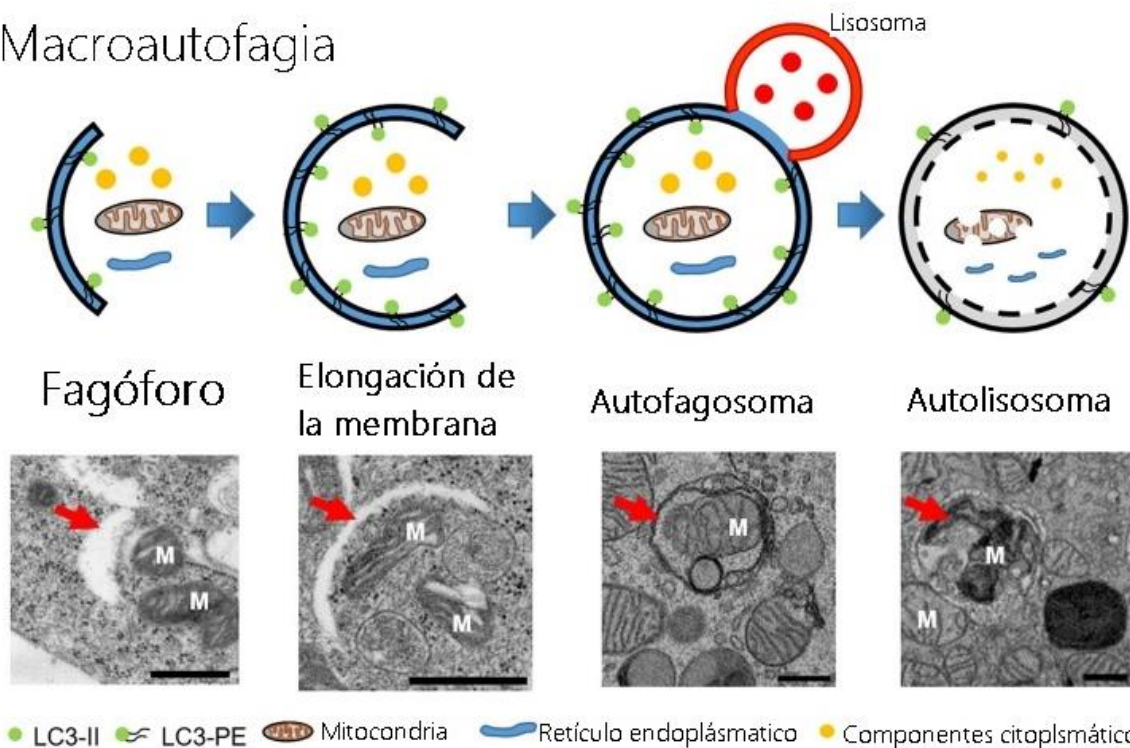 Macroautofagia
Lisosoma
Fagóforo
Elongación de
la membrana
Autofagosoma
Autolisosoma
M
M
M
M
M
M
M
LC3-II LC3-PE Mitocondria Retículo endoplásmatico Componentes citoplsmático